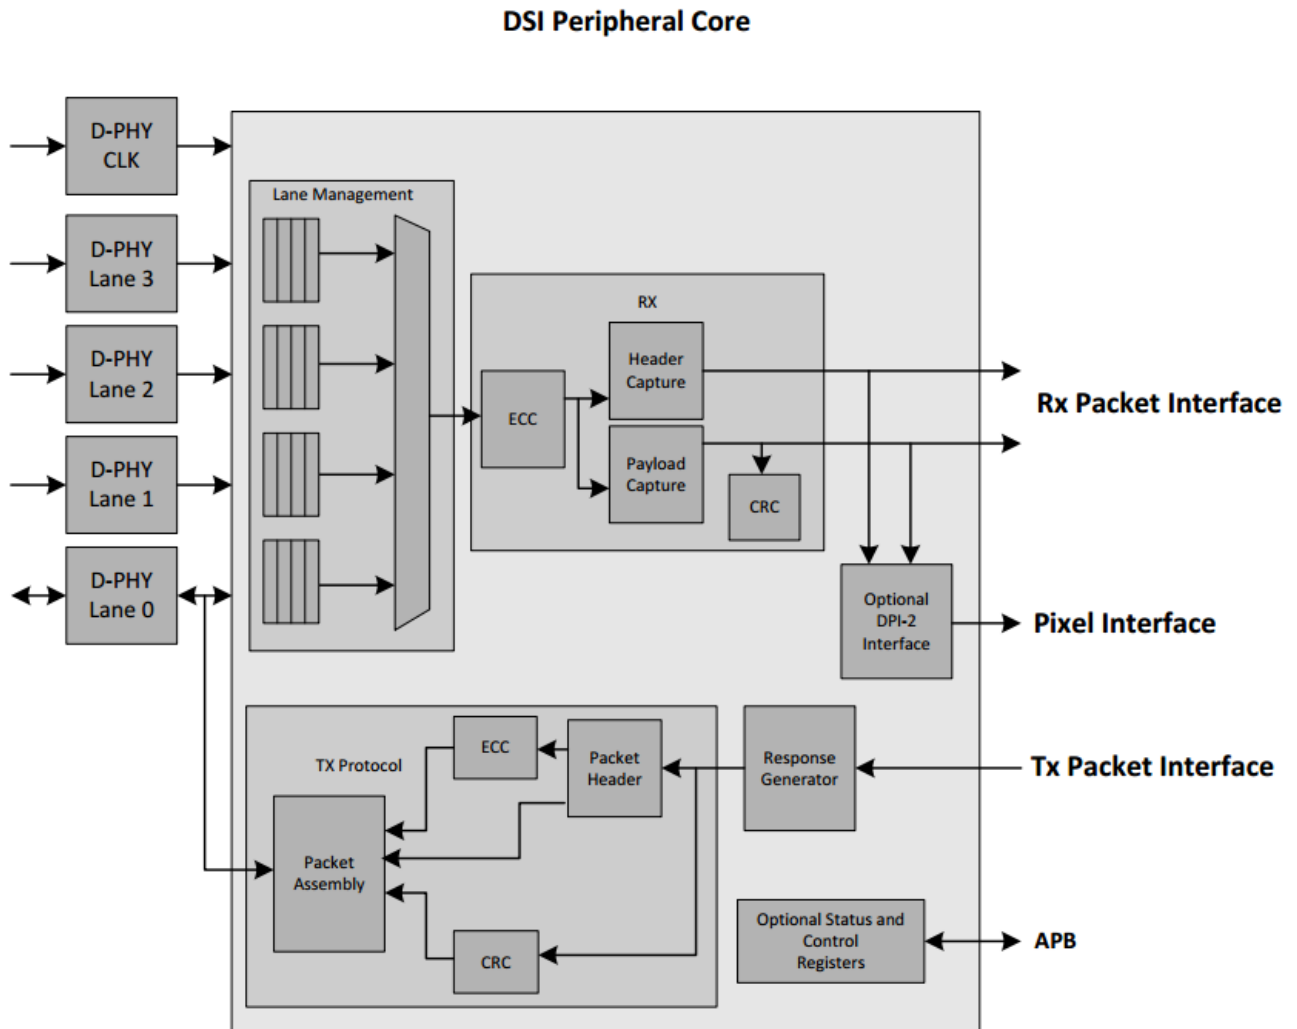 DSI Peripheral Core
D-PHY
CLK
D-PHY
Lane 3
D-PHY
Lane 2
D-PHY
Lane 1
D-PHY
Lane 0
Lane Management
RX
ECC
Header
Capture
Payload
Capture
CRC
Rx Packet Interface
Optional
DPI-2
Interface
Pixel Interface
TX Protocol
ECC
Packet
Header
Packet
Assembly
CRC
Response
Generator
Tx Packet Interface
Optional Status and
Control
Registers
APB